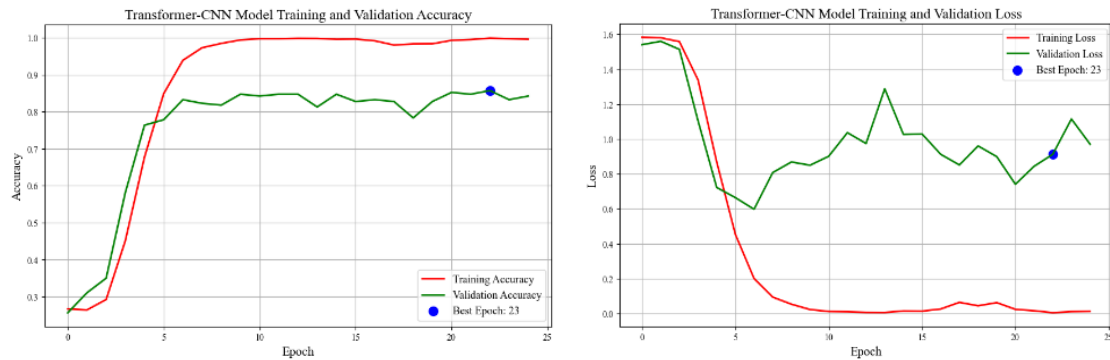 Transformer-CNN Model Training and Validation Accuracy
1.0
0.9
0.8
0.7
0.6
0.5
0.4
0.3
Accuracy
Training Accuracy
Validation Accuracy
Best Epoch: 23
0 5 10 15 20 25
Epoch
Transformer-CNN Model Training and Validation Loss
1.6
1.4
1.2
1.0
0.8
0.6
0.4
0.2
0.0
Loss
Training Loss
Validation Loss
Best Epoch: 23
0 5 10 15 20 25
Epoch